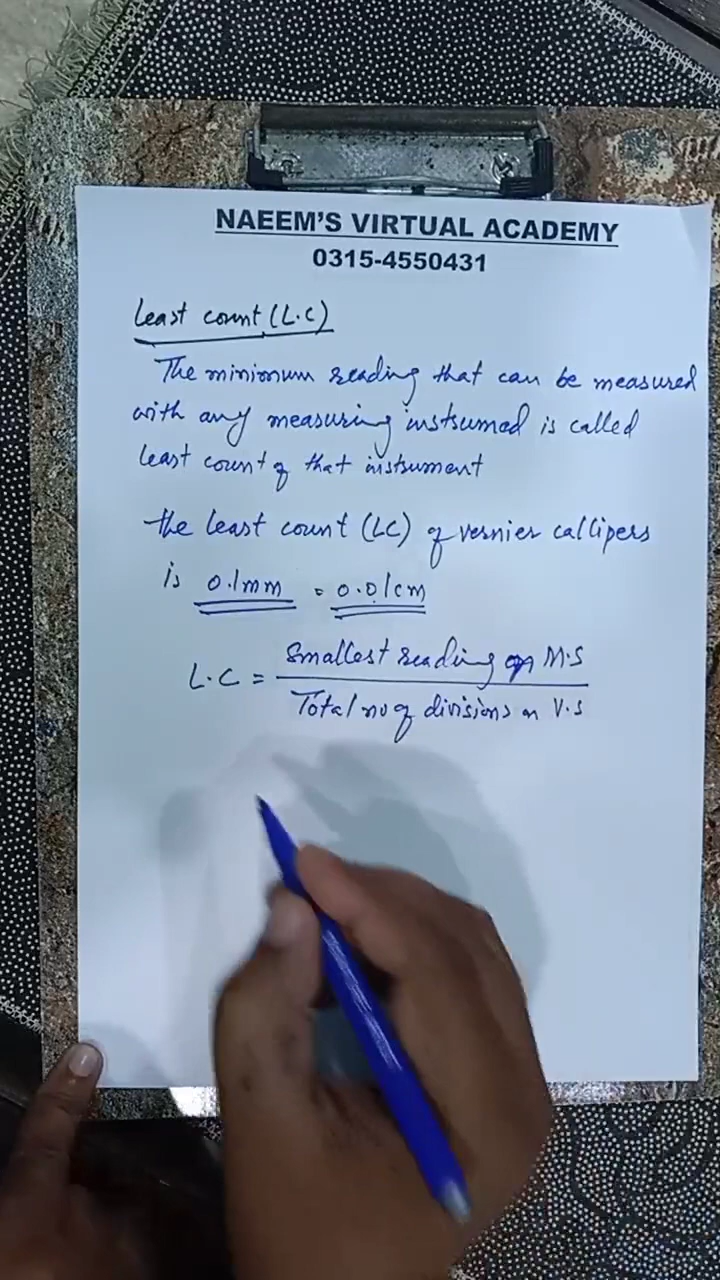 NAEEM'S VIRTUAL ACADEMY
0315-4550431
Least count (L.C)
The minimum reading that can be measured
with any measuring instrumed is called
least count of that instrument
the least count (LC) of vernier callipers
is 0.1mm = 0.01cm
L.C = Smallest reading on M.S
Total no of divisions on V.S